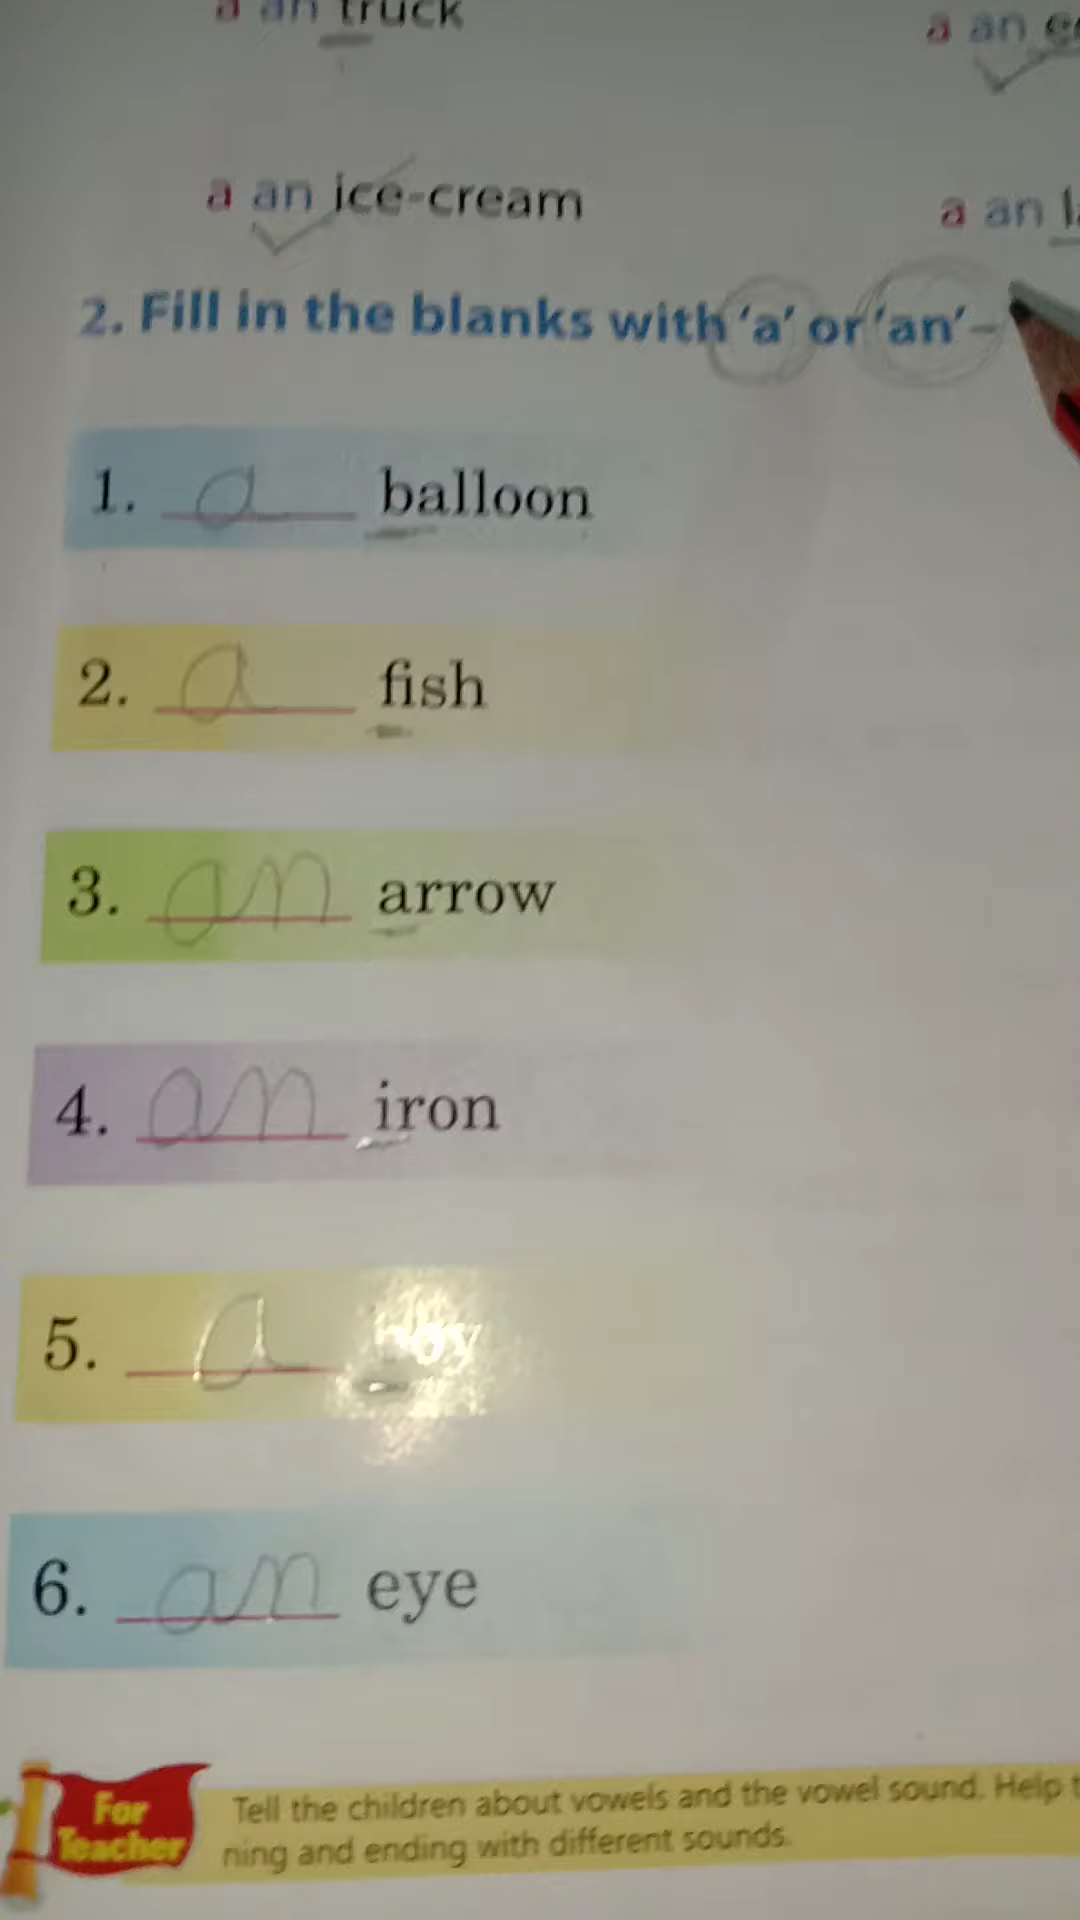 a an truck
a an
a an ice-cream
a an
2. Fill in the blanks with 'a' or 'an'-
1. a balloon
2. a fish
3. an arrow
4. an iron
5. a boy
6. an eye
For Teacher
Tell the children about vowels and the vowel sound. Help
ning and ending with different sounds.